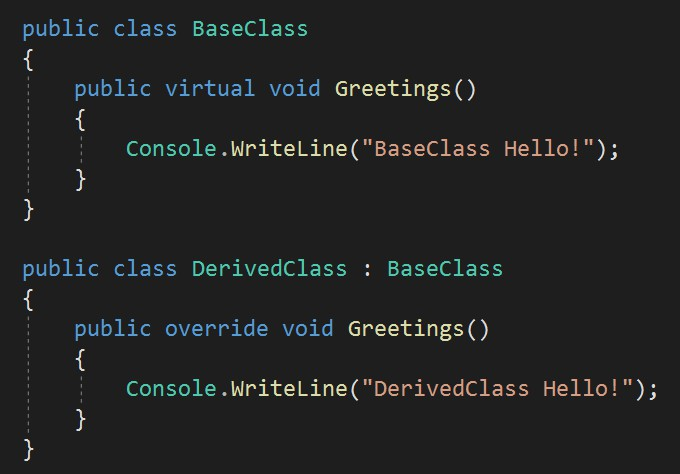 public class BaseClass
{
    public virtual void Greetings()
    {
        Console.WriteLine("BaseClass Hello!");
    }
}

public class DerivedClass : BaseClass
{
    public override void Greetings()
    {
        Console.WriteLine("DerivedClass Hello!");
    }
}